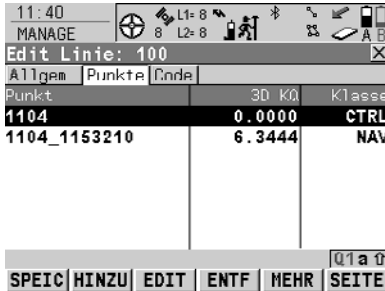 11:40
MANAGE
8
L1= 8
L2= 8
A B
Edit Linie: 100
Allgem Punkte Code
Punkt 3D KQ Klasse
1104 0.0000 CTRL
1104_1153210 6.3444 NAV
Q1 a
SPEIC HINZU EDIT ENTF MEHR SEITE